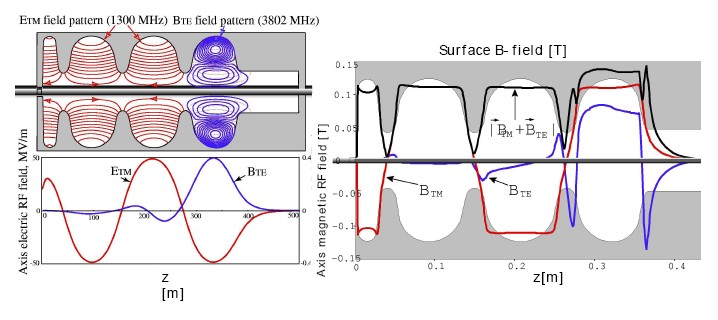 ETM field pattern (1300 MHz) BTE field pattern (3802 MHz)
Axis electric RF field, MV/m
50
0
-50
0
100
200
300
400
500
0.4
0
-0.4
ETM
BTE
z
[m]
Surface B- field [T]
Axis magnetic RF field [T]
0.15
0.1
0.05
0
-0.05
-0.1
-0.15
| BTM + BTE |
BTM
BTE
0
0.1
0.2
0.3
0.4
z[m]